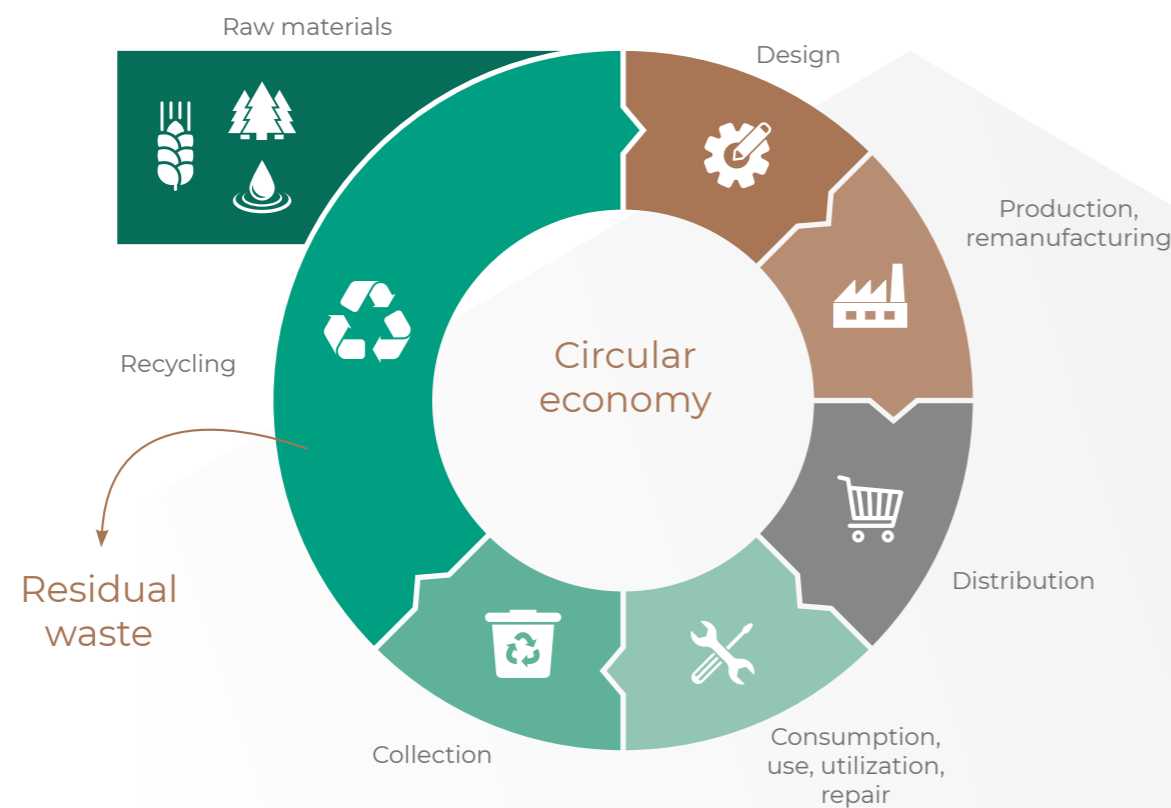 Raw materials
Design
Production,
remanufacturing
Circular
economy
Recycling
Residual
waste
Distribution
Collection
Consumption,
use, utilization,
repair